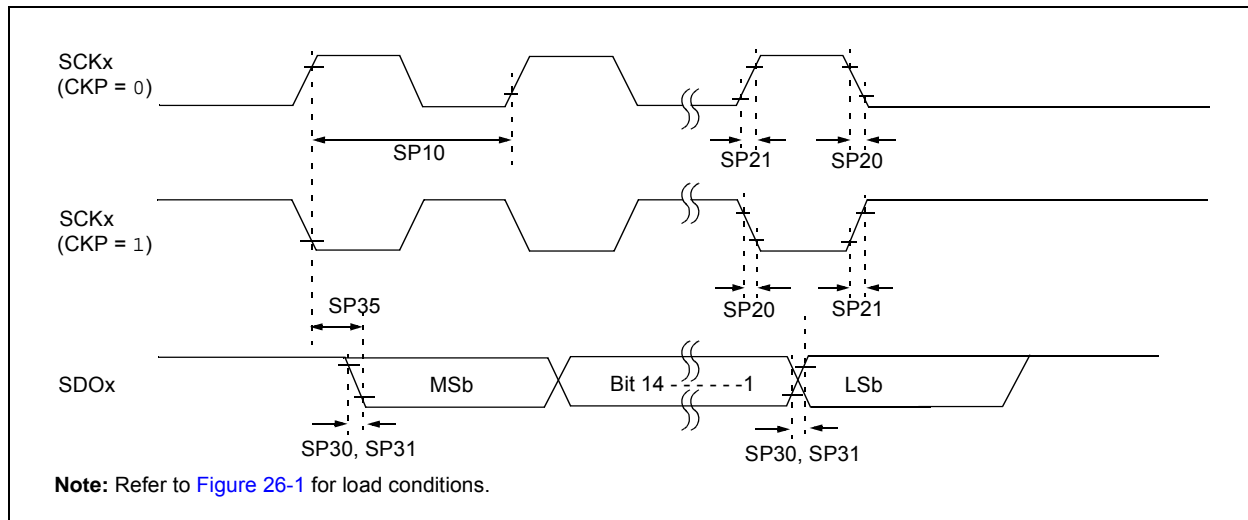 SCKx
(CKP = 0)
SP10
SP21
SP20
SCKx
(CKP = 1)
SP35
SP20
SP21
SDOx
MSb
Bit 14 - - - - - -1
LSb
SP30, SP31
SP30, SP31
Note: Refer to Figure 26-1 for load conditions.